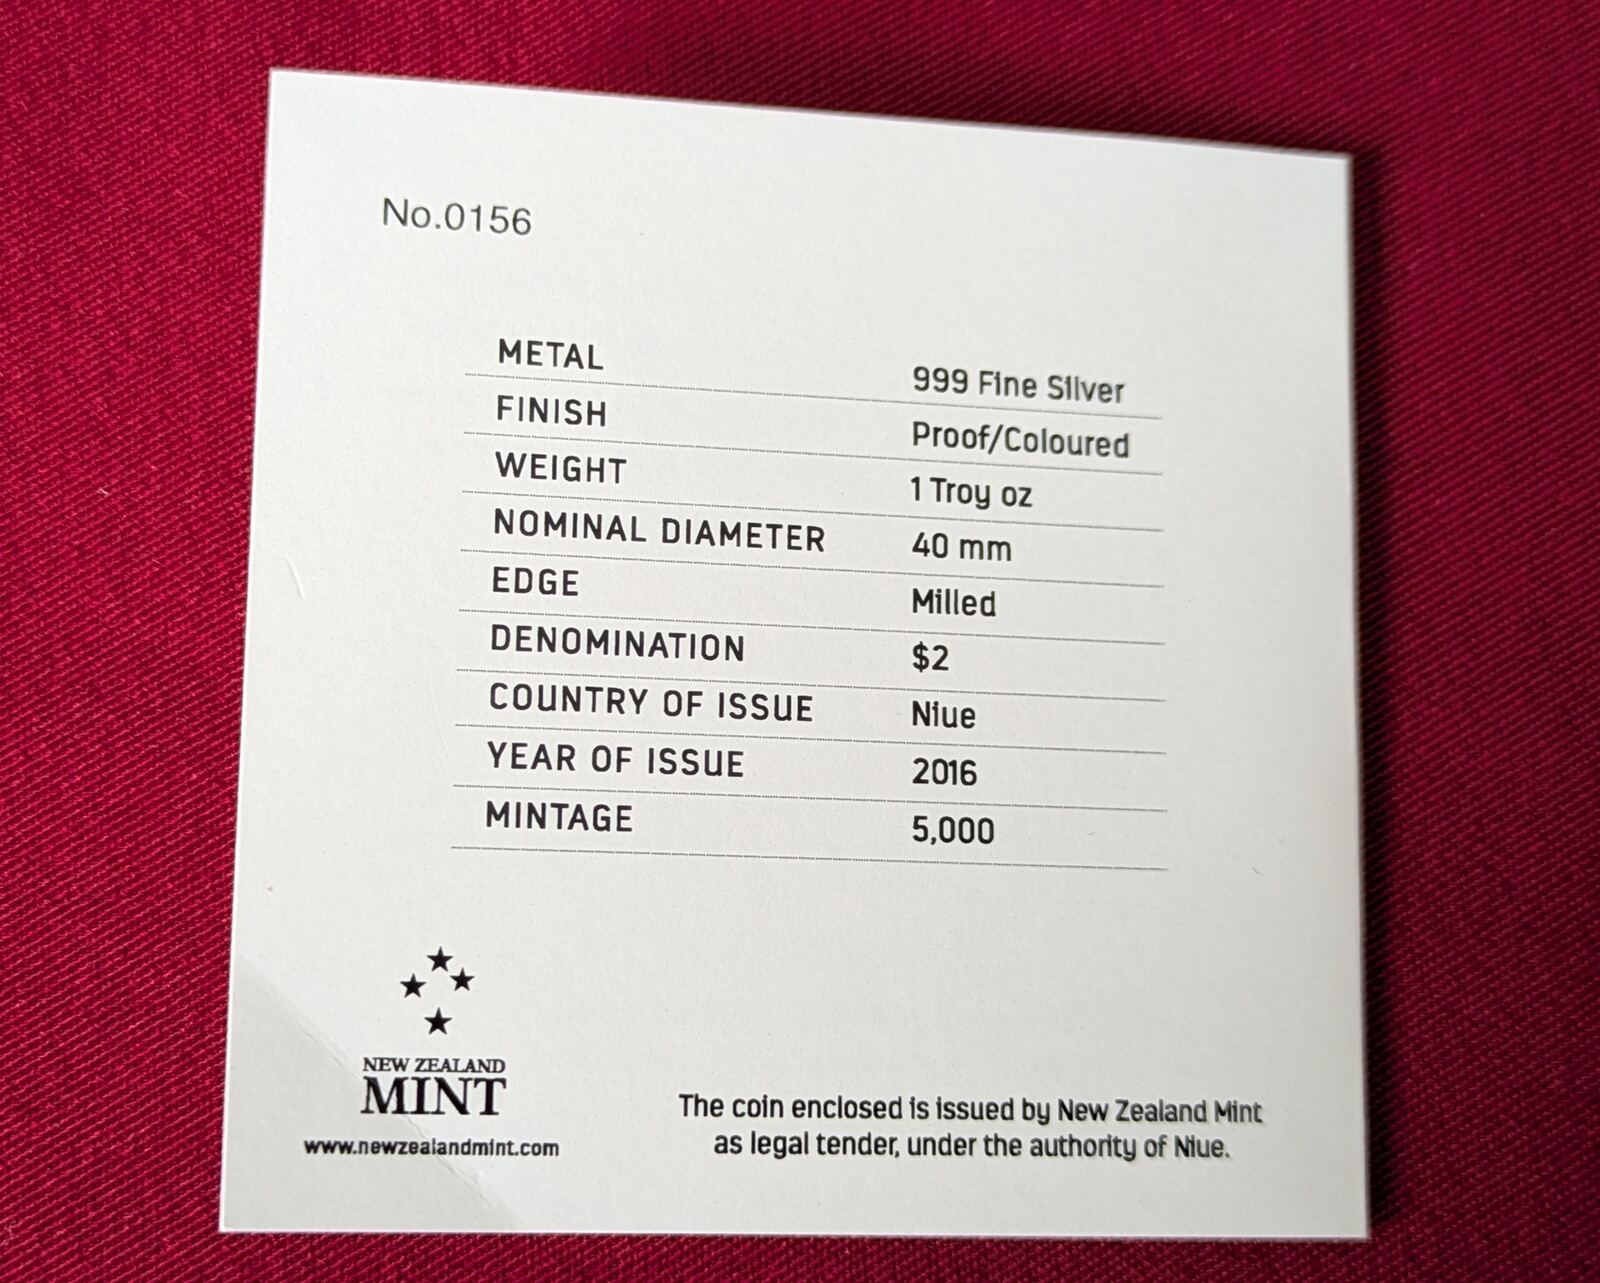 No.0156
METAL 999 Fine Silver
FINISH Proof/Coloured
WEIGHT 1 Troy oz
NOMINAL DIAMETER 40 mm
EDGE Milled
DENOMINATION $2
COUNTRY OF ISSUE Niue
YEAR OF ISSUE 2016
MINTAGE 5,000
NEW ZEALAND
MINT
www.newzealandmint.com
The coin enclosed is issued by New Zealand Mint
as legal tender, under the authority of Niue.